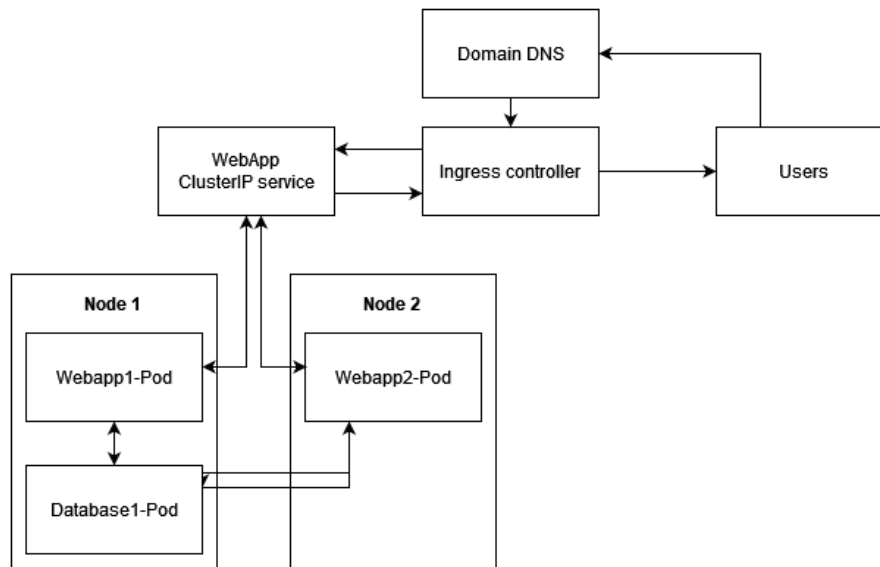 Domain DNS
WebApp
ClusterIP service
Ingress controller
Users
Node 1
Node 2
Webapp1-Pod
Webapp2-Pod
Database1-Pod